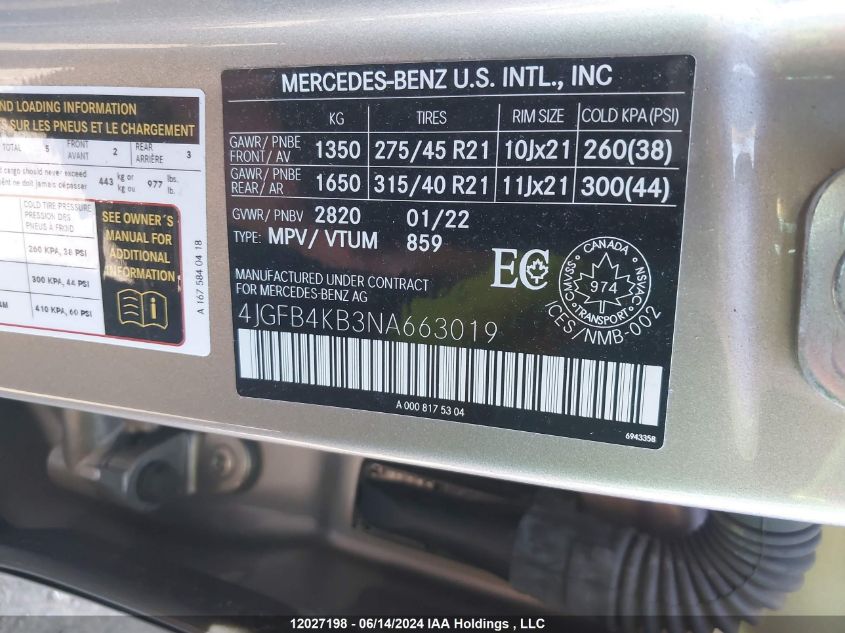 ND LOADING INFORMATION
S SUR LES PNEUS ET LE CHARGEMENT
TOTAL 5 FRONT AVANT 2 REAR ARRIÈRE 3
cargo should never exceed
ent ne doit jamais dépasser 443 kg or kg ou 977 lbs. lb.
COLD TIRE PRESSURE
PRESSION DES
PNEUS À FROID
260 KPA, 38 PSI
300 KPA, 44 PSI
410 KPA, 60 PSI
SEE OWNER´S
MANUAL FOR
ADDITIONAL
INFORMATION
A 167 584 04 18
MERCEDES-BENZ U.S. INTL., INC
KG TIRES RIM SIZE COLD KPA(PSI)
GAWR/ PNBE
FRONT/ AV 1350 275/45 R21 10Jx21 260(38)
GAWR/ PNBE
REAR/ AR 1650 315/40 R21 11Jx21 300(44)
GVWR/ PNBV 2820 01/22
TYPE: MPV/ VTUM 859
MANUFACTURED UNDER CONTRACT
FOR MERCEDES-BENZ AG
EC
CANADA
CMVSS 974 NSVAC
TRANSPORT
ICES/NMB-002
4JGFB4KB3NA663019
A 000 817 53 04
6943358
12027198 - 06/14/2024 IAA Holdings , LLC